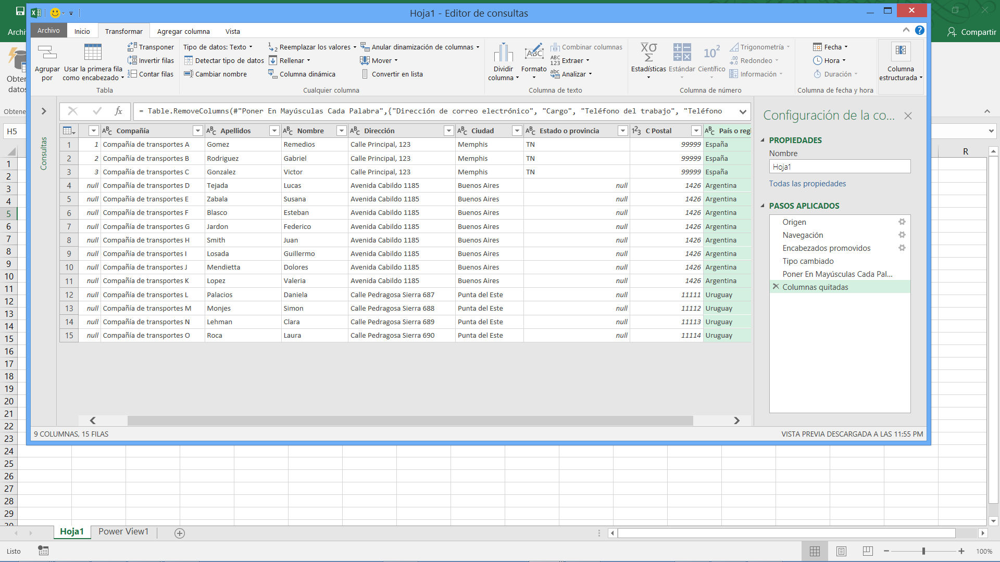 Hoja1 - Editor de consultas
Archi
Compartir
Archivo
Inicio
Transformar
Agregar columna
Vista
Obten
datos
Obtene
Agrupar
por
Usar la primera fila
como encabezado
Transponer
Invertir filas
Contar filas
Tabla
Tipo de datos: Texto
Detectar tipo de datos
Cambiar nombre
Reemplazar los valores
Rellenar
Columna dinámica
Anular dinamización de columnas
Mover
Convertir en lista
Cualquier columna
Dividir
columna
Formato
Combinar columnas
Extraer
Analizar
Columna de texto
Estadísticas
Estándar
Científico
Trigonometría
Redondeo
Información
Columna de número
Fecha
Hora
Duración
Columna de fecha y hora
Columna
estructurada
H5
Consultas
fx
= Table.RemoveColumns(#"Poner En Mayúsculas Cada Palabra",{"Dirección de correo electrónico", "Cargo", "Teléfono del trabajo", "Teléfono
ABC Compañía ABC Apellidos ABC Nombre ABC Dirección ABC Ciudad ABC Estado o provincia 123 C Postal ABC País o regi
1 1 Compañía de transportes A Gomez Remedios Calle Principal, 123 Memphis TN 99999 España
2 2 Compañía de transportes B Rodriguez Gabriel Calle Principal, 123 Memphis TN 99999 España
3 3 Compañía de transportes C Gonzalez Victor Calle Principal, 123 Memphis TN 99999 España
4 null Compañía de transportes D Tejada Lucas Avenida Cabildo 1185 Buenos Aires null 1426 Argentina
5 null Compañía de transportes E Zabala Susana Avenida Cabildo 1185 Buenos Aires null 1426 Argentina
6 null Compañía de transportes F Blasco Esteban Avenida Cabildo 1185 Buenos Aires null 1426 Argentina
7 null Compañía de transportes G Jardon Federico Avenida Cabildo 1185 Buenos Aires null 1426 Argentina
8 null Compañía de transportes H Smith Juan Avenida Cabildo 1185 Buenos Aires null 1426 Argentina
9 null Compañía de transportes I Losada Guillermo Avenida Cabildo 1185 Buenos Aires null 1426 Argentina
10 null Compañía de transportes J Mendietta Dolores Avenida Cabildo 1185 Buenos Aires null 1426 Argentina
11 null Compañía de transportes K Lopez Valeria Avenida Cabildo 1185 Buenos Aires null 1426 Argentina
12 null Compañía de transportes L Palacios Daniela Calle Pedragosa Sierra 687 Punta del Este null 11111 Uruguay
13 null Compañía de transportes M Monjes Simon Calle Pedragosa Sierra 688 Punta del Este null 11112 Uruguay
14 null Compañía de transportes N Lehman Clara Calle Pedragosa Sierra 689 Punta del Este null 11113 Uruguay
15 null Compañía de transportes O Roca Laura Calle Pedragosa Sierra 690 Punta del Este null 11114 Uruguay
Configuración de la co...
PROPIEDADES
Nombre
Hoja1
Todas las propiedades
PASOS APLICADOS
Origen
Navegación
Encabezados promovidos
Tipo cambiado
Poner En Mayúsculas Cada Pal...
Columnas quitadas
9 COLUMNAS, 15 FILAS
VISTA PREVIA DESCARGADA A LAS 11:55 PM
R
1
2
3
4
5
6
7
8
9
10
11
12
13
14
15
16
17
18
19
20
21
22
23
24
25
26
27
28
29
30
Hoja1
Power View1
Listo
100%